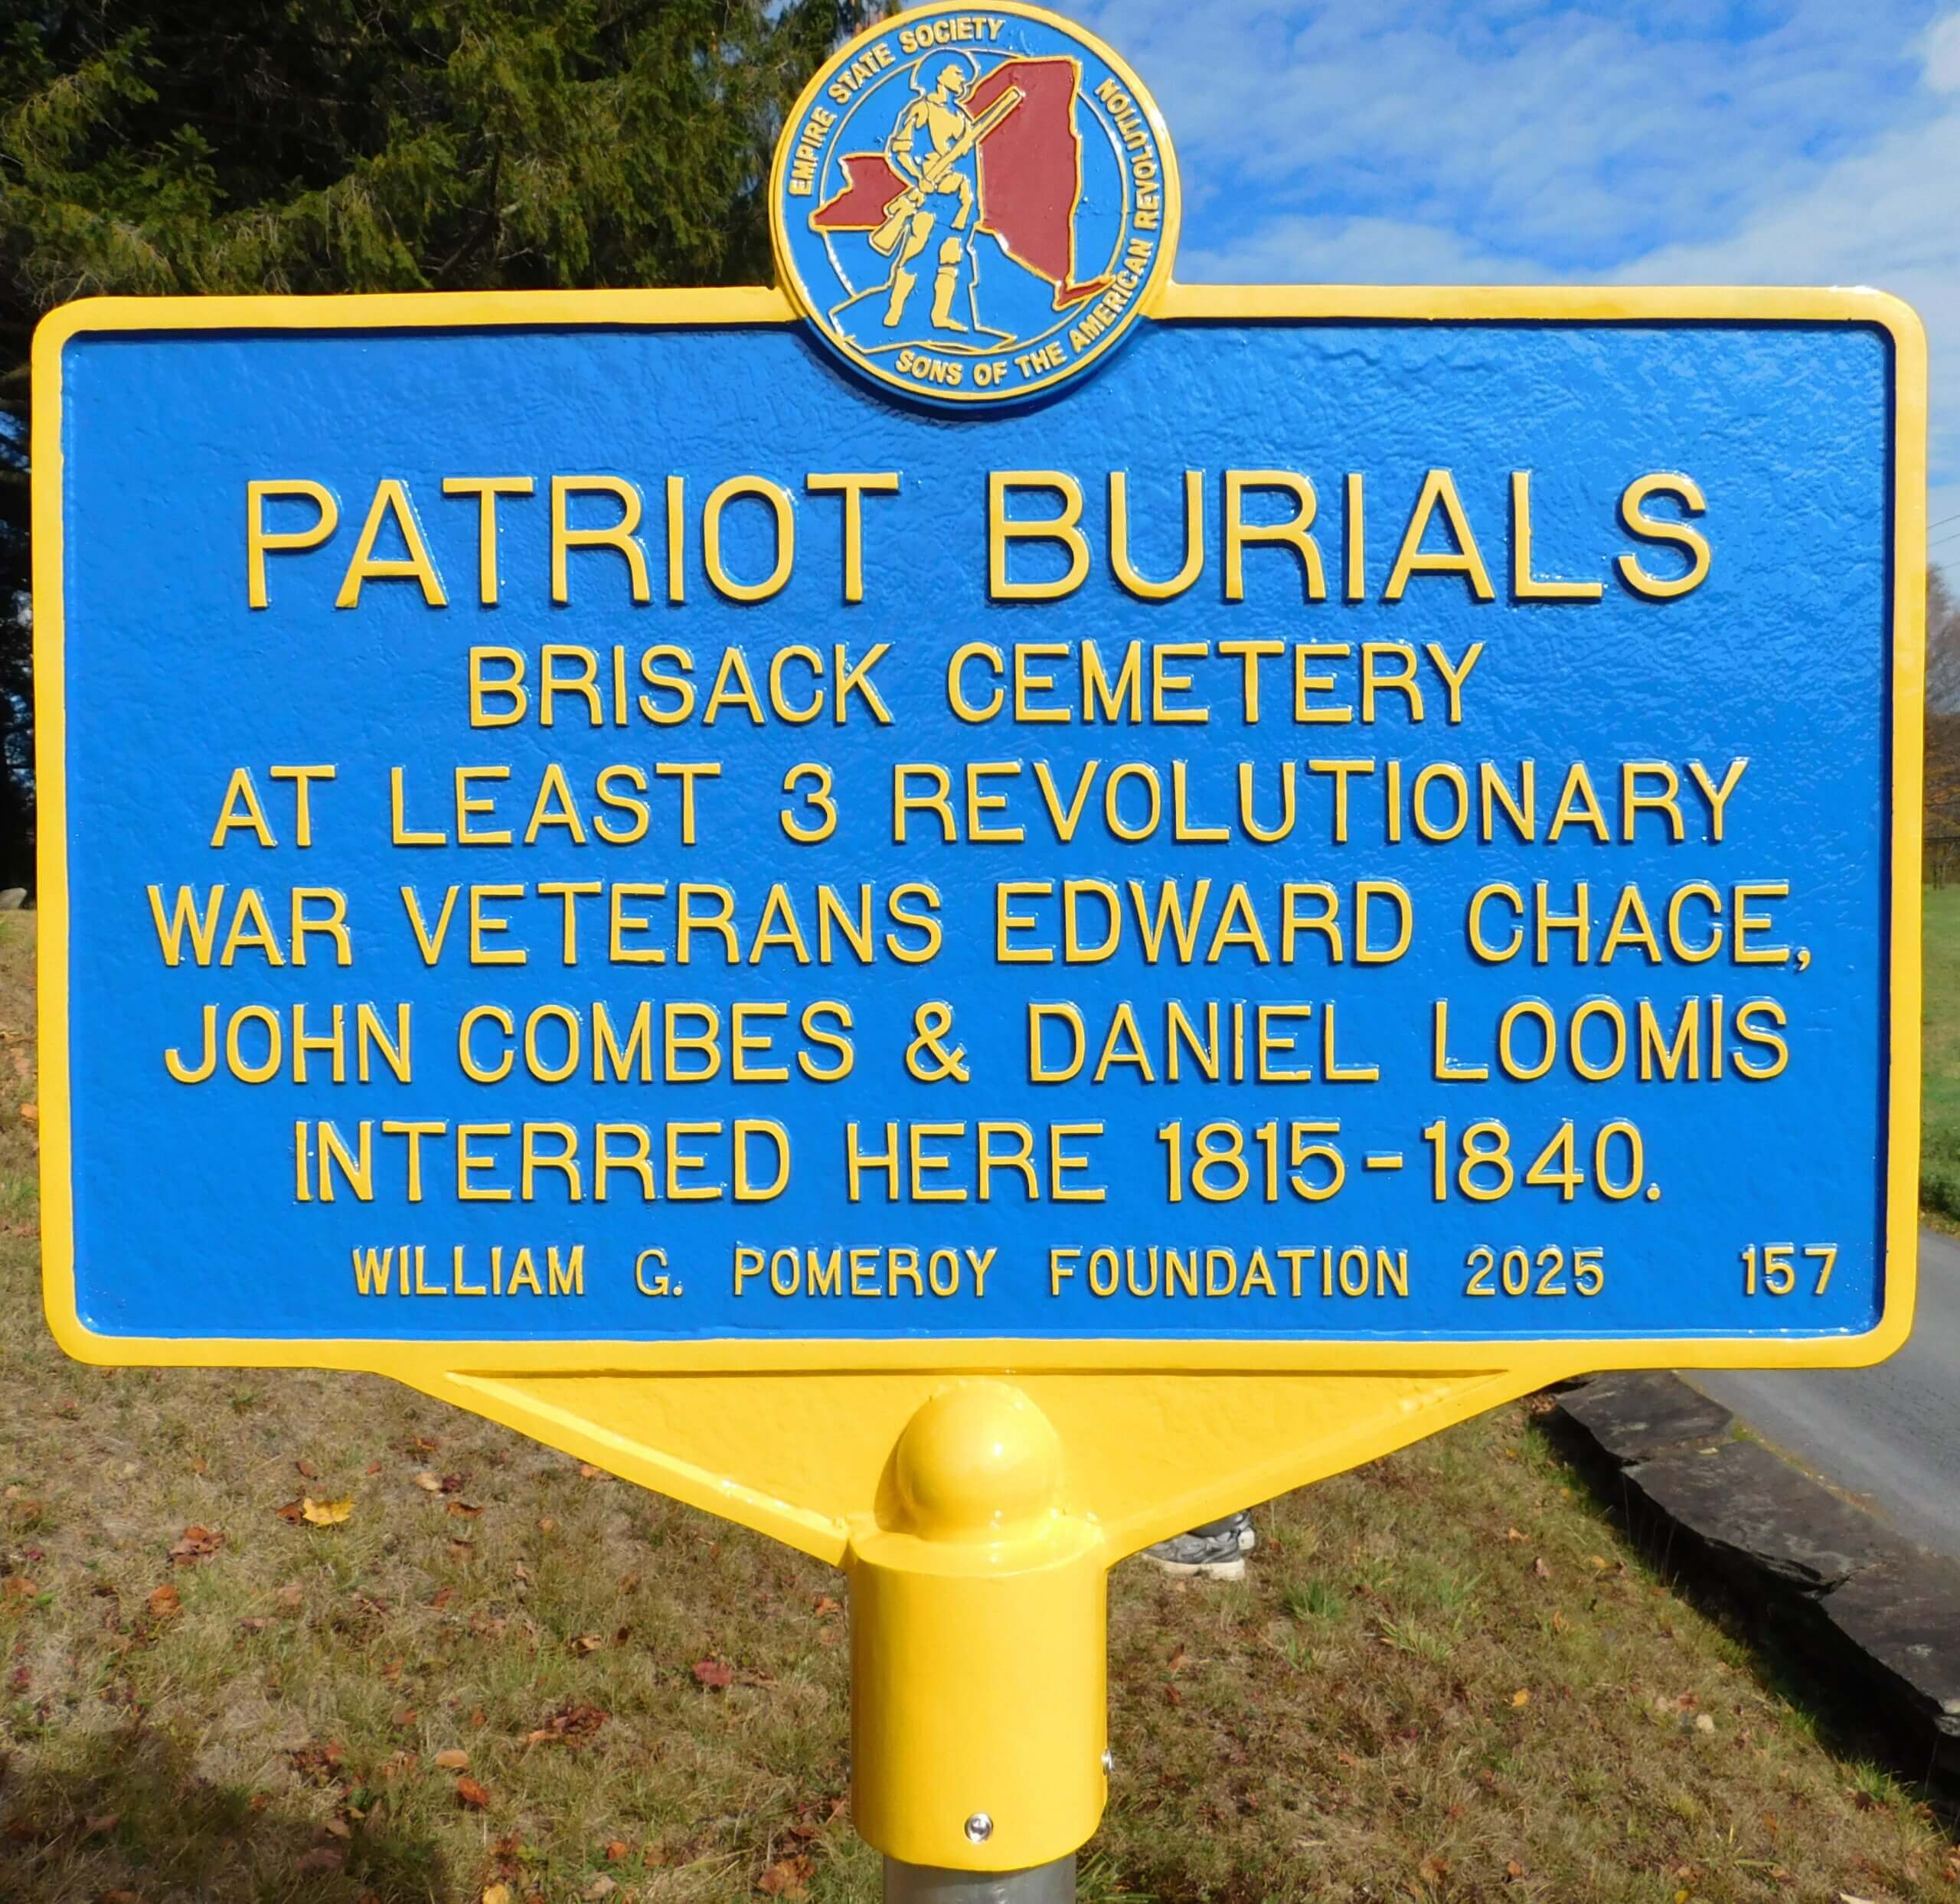 EMPIRE STATE SOCIETY
SONS OF THE AMERICAN REVOLUTION
PATRIOT BURIALS
BRISACK CEMETERY
AT LEAST 3 REVOLUTIONARY
WAR VETERANS EDWARD CHACE,
JOHN COMBES & DANIEL LOOMIS
INTERRED HERE 1815-1840.
WILLIAM G. POMEROY FOUNDATION 2025 157